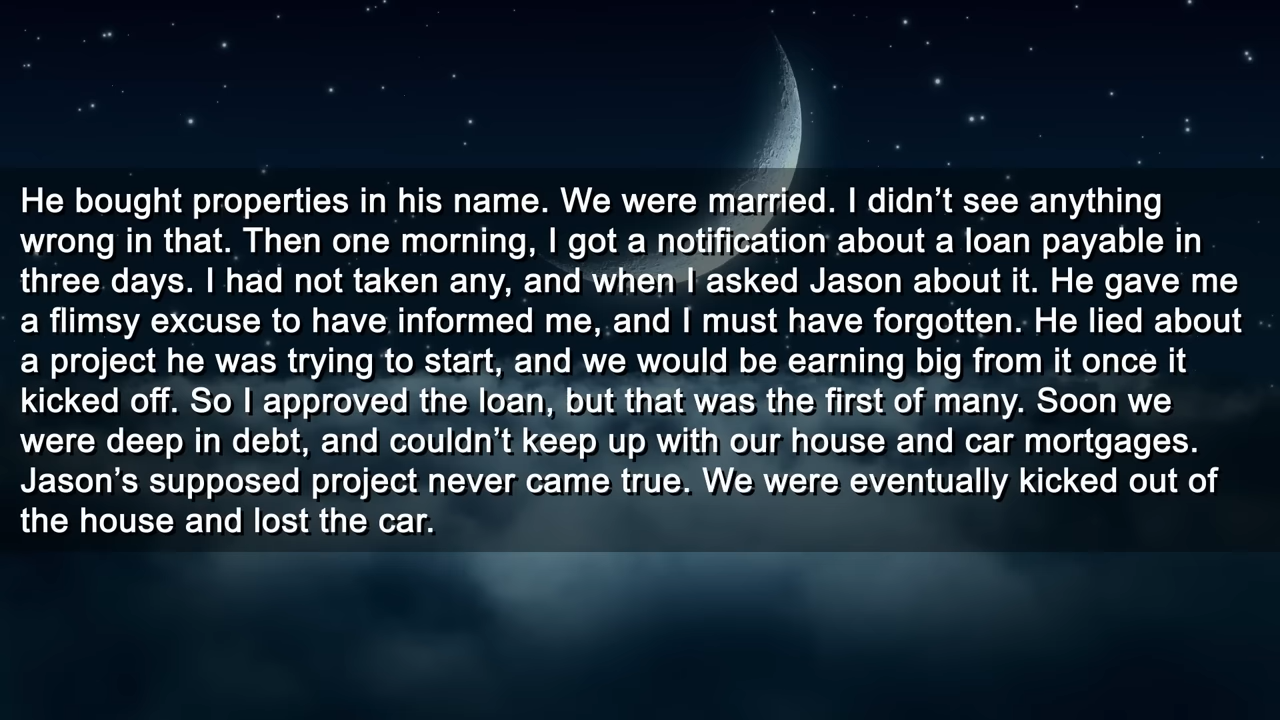 He bought properties in his name. We were married. I didn’t see anything
wrong in that. Then one morning, I got a notification about a loan payable in
three days. I had not taken any, and when I asked Jason about it. He gave me
a flimsy excuse to have informed me, and I must have forgotten. He lied about
a project he was trying to start, and we would be earning big from it once it
kicked off. So I approved the loan, but that was the first of many. Soon we
were deep in debt, and couldn’t keep up with our house and car mortgages.
Jason’s supposed project never came true. We were eventually kicked out of
the house and lost the car.